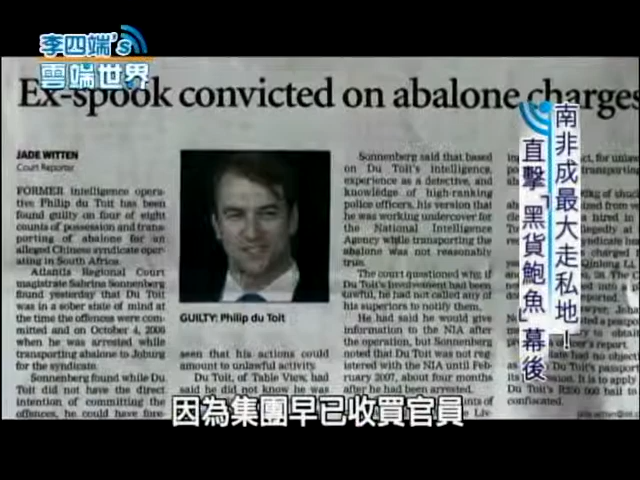 李四端's
雲端世界
Ex-spook convicted on abalone charges
南非成最大走私地！
直擊「黑貨鮑魚」幕後
JADE WITTEN
Court Reporter
FORMER intelligence opera-
tive Philip du Toit has been
found guilty on four of eight
counts of possession and trans-
porting of abalone for an
alleged Chinese syndicate oper-
ating in South Africa.
Atlantis Regional Court
magistrate Sabrina Sonnenberg
found yesterday that Du Toit
was in a sober state of mind at
the time offences were com-
mitted and on October 4, 2006
when he was arrested while
transporting abalone to Joburg
for the syndicate.
Sonnenberg found while Du
Toit did not have the direct
intention of committing the
offences, he could have fore-
GUILTY: Philip du Toit
seen that his actions could
amount to unlawful activity.
Du Toit, of Table View, had
said he did not know he was
Sonnenberg said that based
on Du Toit's intelligence,
experience as a detective, and
knowledge of high-ranking
police officers, his version that
he was working undercover for
the National Intelligence
Agency while transporting the
abalone was not reasonably
true.
The court questioned why, if
Du Toit's involvement had been
lawful, he had not called any of
his superiors to notify them.
He had said he would give
information to the NIA after
the operation, but Sonnenberg
noted that Du Toit was not reg-
istered with the NIA until
February 2007, about four months
after he had been arrested.
因為集團早已收買官員